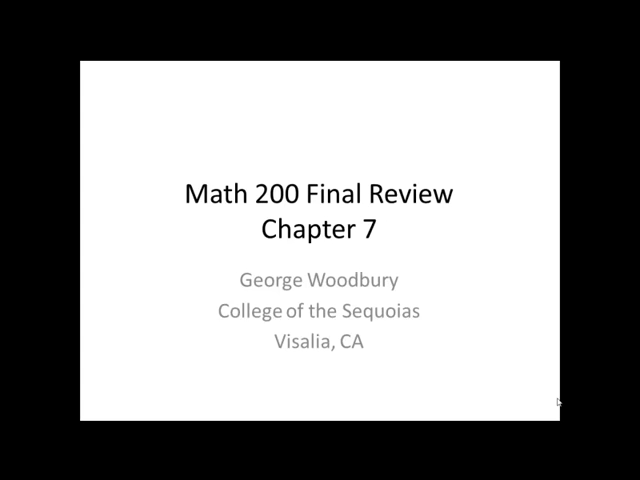 Math 200 Final Review
Chapter 7
George Woodbury
College of the Sequoias
Visalia, CA